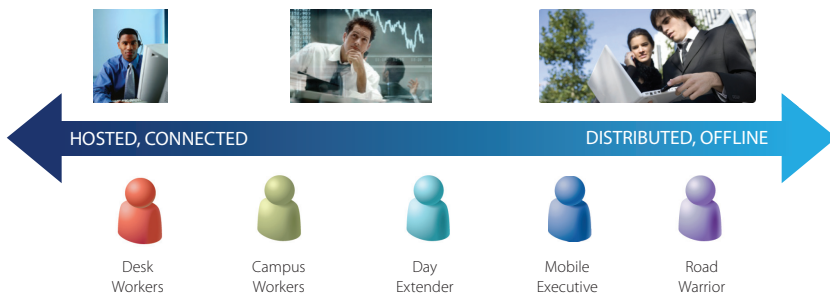 HOSTED, CONNECTED
DISTRIBUTED, OFFLINE
Desk
Workers
Campus
Workers
Day
Extender
Mobile
Executive
Road
Warrior